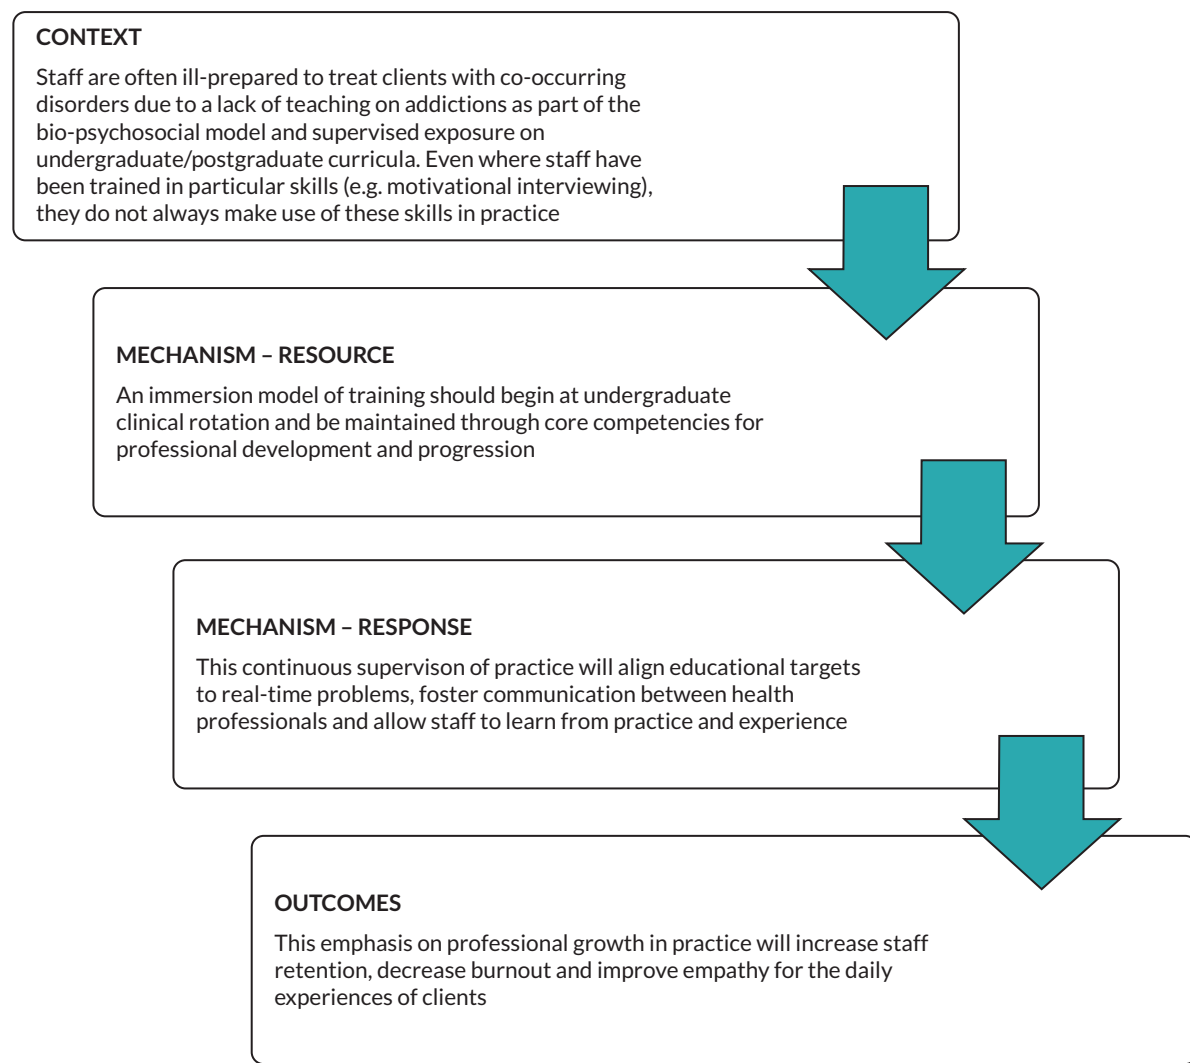 CONTEXT
Staff are often ill-prepared to treat clients with co-occurring
disorders due to a lack of teaching on addictions as part of the
bio-psychosocial model and supervised exposure on
undergraduate/postgraduate curricula. Even where staff have
been trained in particular skills (e.g. motivational interviewing),
they do not always make use of these skills in practice
MECHANISM – RESOURCE
An immersion model of training should begin at undergraduate
clinical rotation and be maintained through core competencies for
professional development and progression
MECHANISM – RESPONSE
This continuous supervison of practice will align educational targets
to real-time problems, foster communication between health
professionals and allow staff to learn from practice and experience
OUTCOMES
This emphasis on professional growth in practice will increase staff
retention, decrease burnout and improve empathy for the daily
experiences of clients